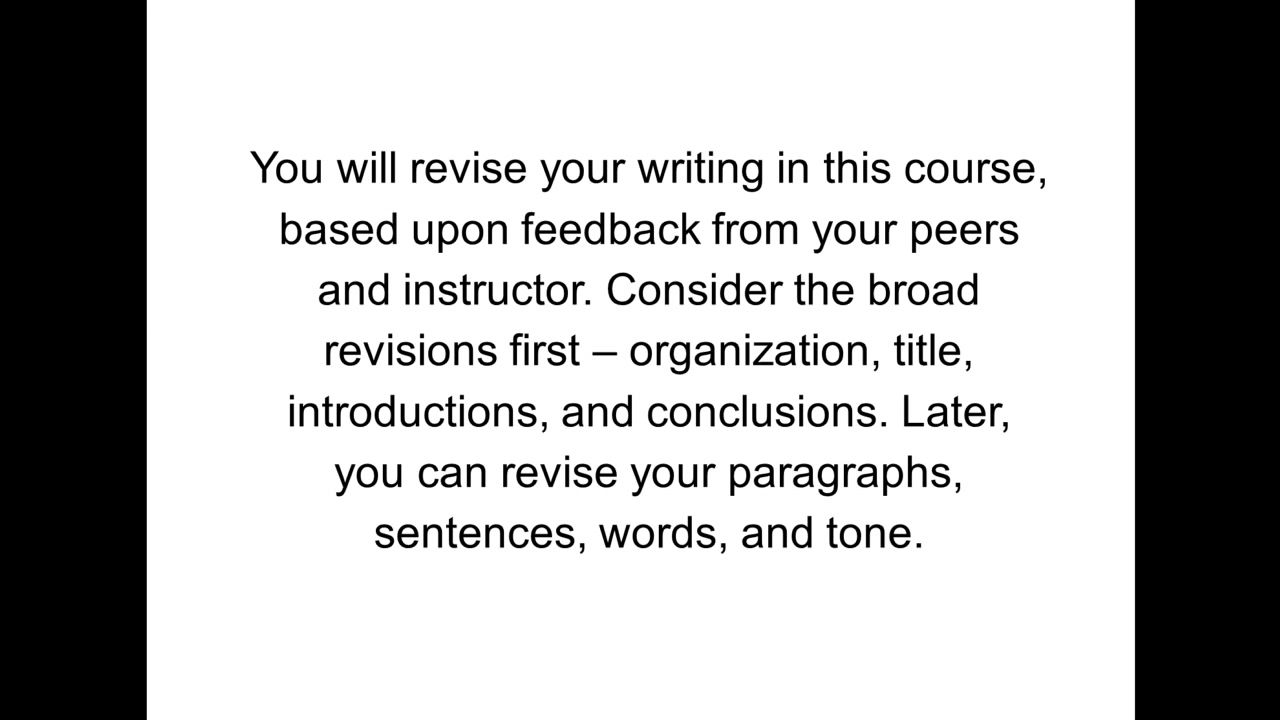 You will revise your writing in this course,
based upon feedback from your peers
and instructor. Consider the broad
revisions first – organization, title,
introductions, and conclusions. Later,
you can revise your paragraphs,
sentences, words, and tone.